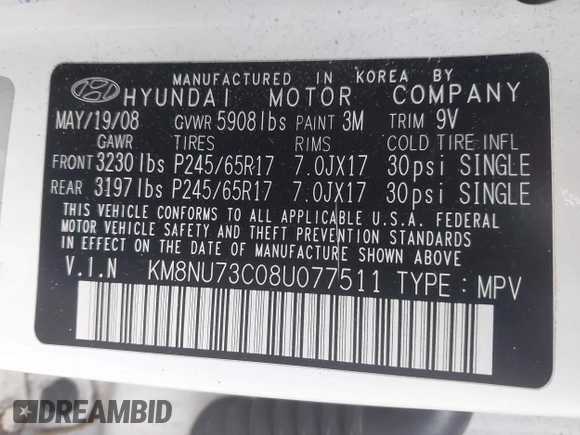 MANUFACTURED IN KOREA BY
HYUNDAI MOTOR COMPANY
MAY/19/08 GVWR 5908lbs PAINT 3M TRIM 9V
GAWR TIRES RIMS COLD TIRE INFL
FRONT 3230lbs P245/65R17 7.0JX17 30psi SINGLE
REAR 3197lbs P245/65R17 7.0JX17 30psi SINGLE
THIS VEHICLE CONFORMS TO ALL APPLICABLE U.S.A. FEDERAL
MOTOR VEHICLE SAFETY AND THEFT PREVENTION STANDARDS
IN EFFECT ON THE DATE OF MANUFACTURE SHOWN ABOVE.
V.I.N KM8NU73C08U077511 TYPE : MPV
DREAMBID